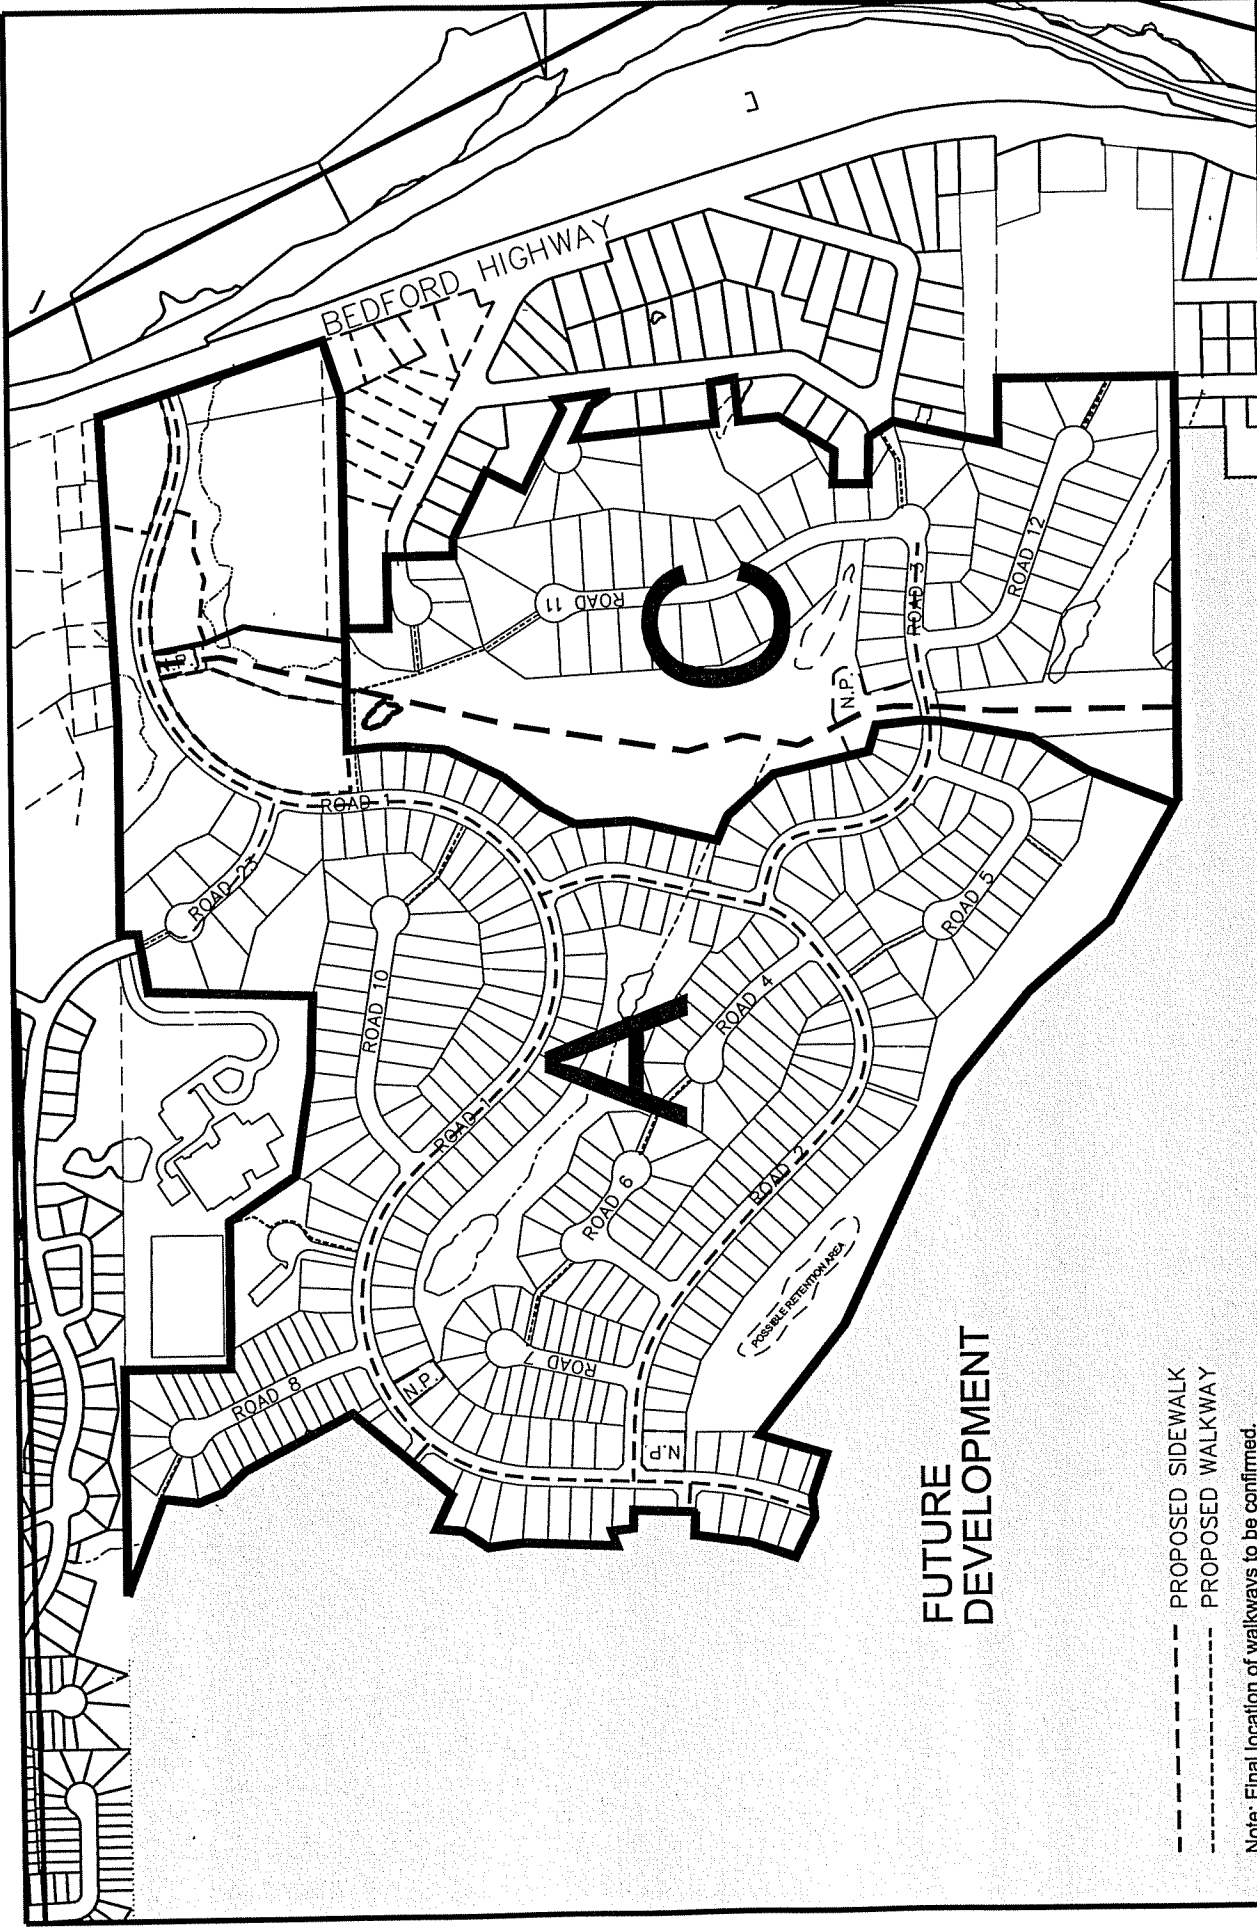 BEDFORD HIGHWAY
N.P.
ROAD 1
ROAD 11
C
ROAD 3
ROAD 12
N.P.
ROAD 10
ROAD 5
ROAD 4
A
ROAD 1
ROAD 6
ROAD 2
ROAD 8
N.P.
ROAD 7
N.P.
POSSIBLE RETENTION AREA
FUTURE
DEVELOPMENT
PROPOSED SIDEWALK
PROPOSED WALKWAY
Note: Final location of walkways to be confirmed.